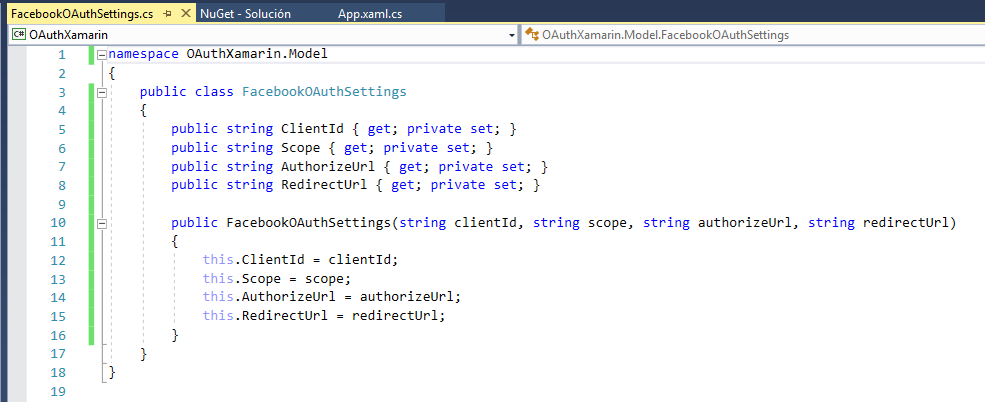 FacebookOAuthSettings.cs NuGet - Solución App.xaml.cs
C# OAuthXamarin OAuthXamarin.Model.FacebookOAuthSettings
1 namespace OAuthXamarin.Model
2 {
3 public class FacebookOAuthSettings
4 {
5 public string ClientId { get; private set; }
6 public string Scope { get; private set; }
7 public string AuthorizeUrl { get; private set; }
8 public string RedirectUrl { get; private set; }
9
10 public FacebookOAuthSettings(string clientId, string scope, string authorizeUrl, string redirectUrl)
11 {
12 this.ClientId = clientId;
13 this.Scope = scope;
14 this.AuthorizeUrl = authorizeUrl;
15 this.RedirectUrl = redirectUrl;
16 }
17 }
18 }
19